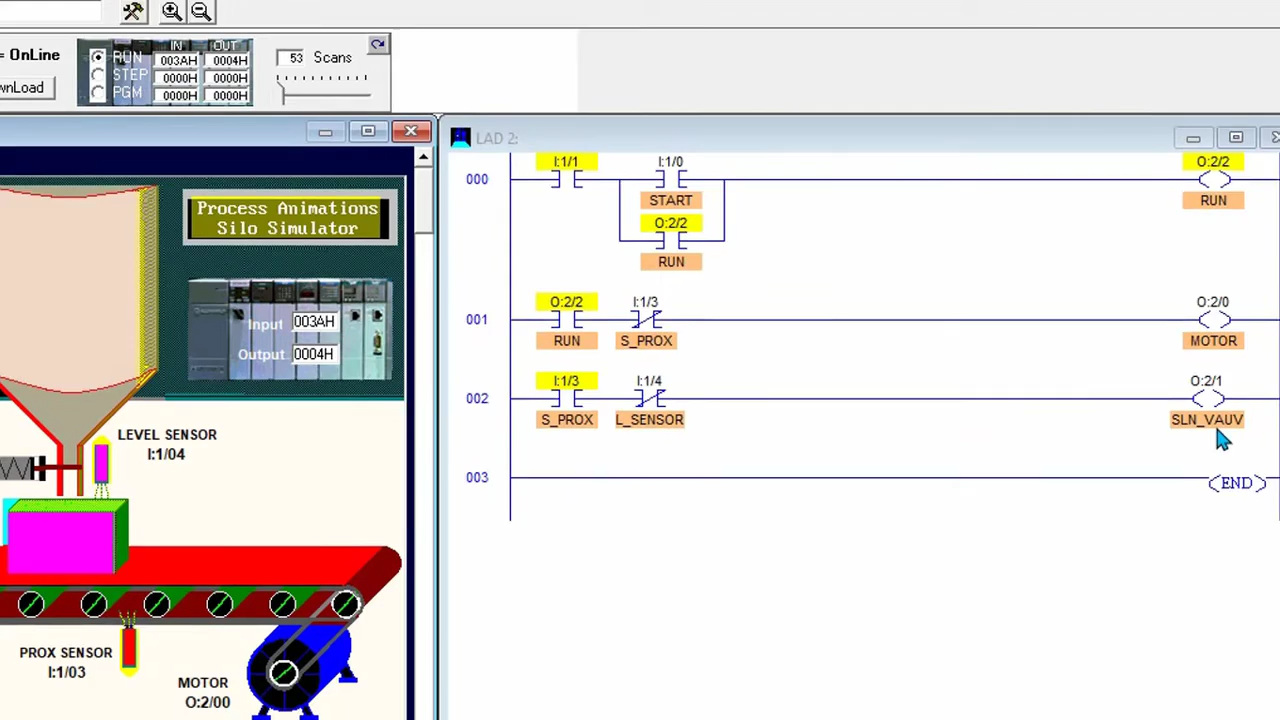 = OnLine
wnLoad
RUN
STEP
PGM
IN OUT
003AH 0004H
0000H 0000H
0000H 0000H
53 Scans
Process Animations
Silo Simulator
Input 003AH
Output 0004H
LEVEL SENSOR
I:1/04
PROX SENSOR
I:1/03
MOTOR
O:2/00
LAD 2:
000
I:1/1
I:1/0
START
O:2/2
RUN
O:2/2
RUN
001
O:2/2
RUN
I:1/3
S_PROX
O:2/0
MOTOR
002
I:1/3
S_PROX
I:1/4
L_SENSOR
O:2/1
SLN_VAUV
003
END